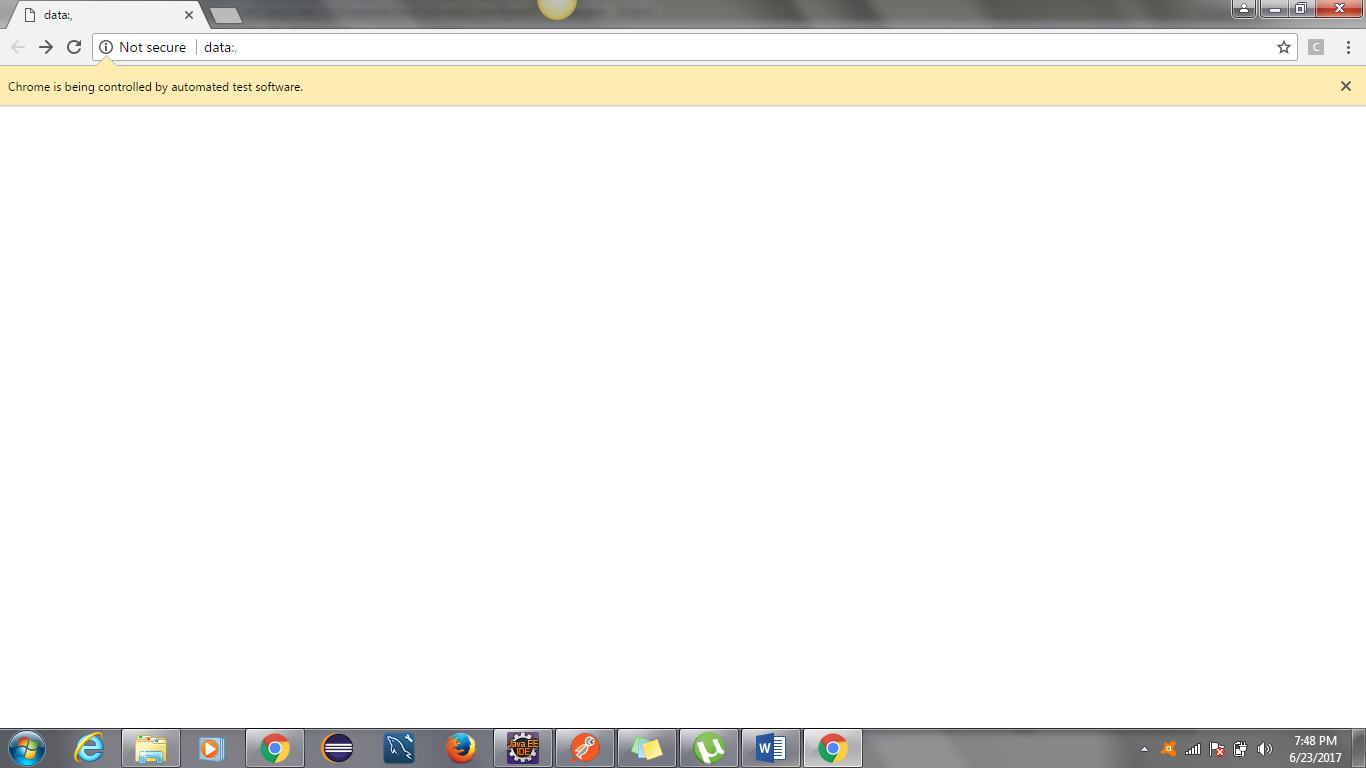 data:,
Not secure
data:,
Chrome is being controlled by automated test software.
C
Java EE
IDE
W
7:48 PM
6/23/2017